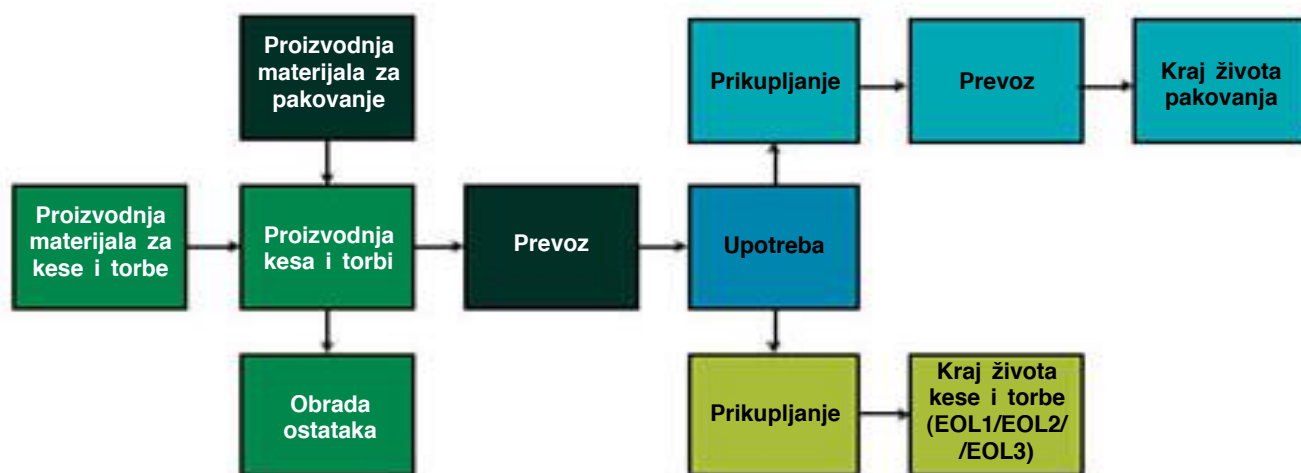 Proizvodnja
materijala za
pakovanje
Prikupljanje
Prevoz
Kraj života
pakovanja
Proizvodnja
materijala za
kese i torbe
Proizvodnja
kesa i torbi
Prevoz
Upotreba
Obrada
ostataka
Prikupljanje
Kraj života
kese i torbe
(EOL1/EOL2/
/EOL3)